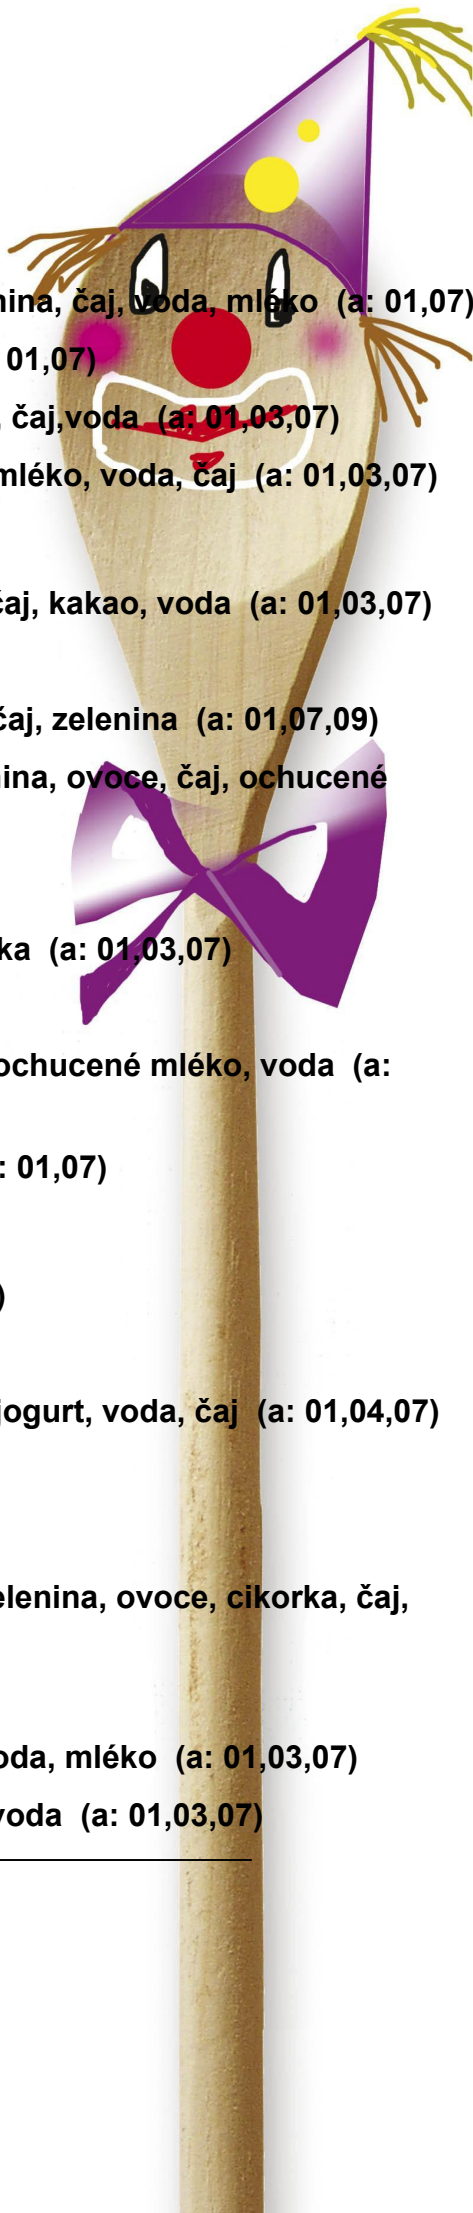 čaj, voda, mléko (a: 01,07)
01,07)
čaj,voda (a: 01,03,07)
mléko, voda, čaj (a: 01,03,07)
čaj, kakao, voda (a: 01,03,07)
čaj, zelenina (a: 01,07,09)
ovoce, čaj, ochucené
(a: 01,03,07)
ochucené mléko, voda (a:
: 01,07)
)
jogurt, voda, čaj (a: 01,04,07)
elenina, ovoce, cikorka, čaj,
oda, mléko (a: 01,03,07)
voda (a: 01,03,07)